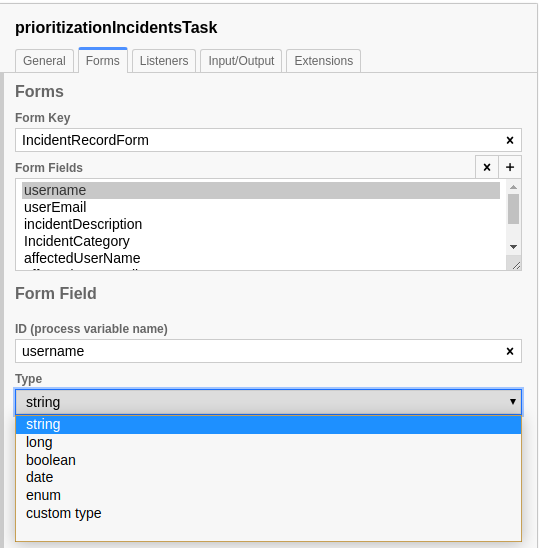 prioritizationIncidentsTask
General Forms Listeners Input/Output Extensions
Forms
Form Key
IncidentRecordForm ×
Form Fields × +
username
userEmail
incidentDescription
IncidentCategory
affectedUserName
Form Field
ID (process variable name)
username ×
Type
string
string
long
boolean
date
enum
custom type